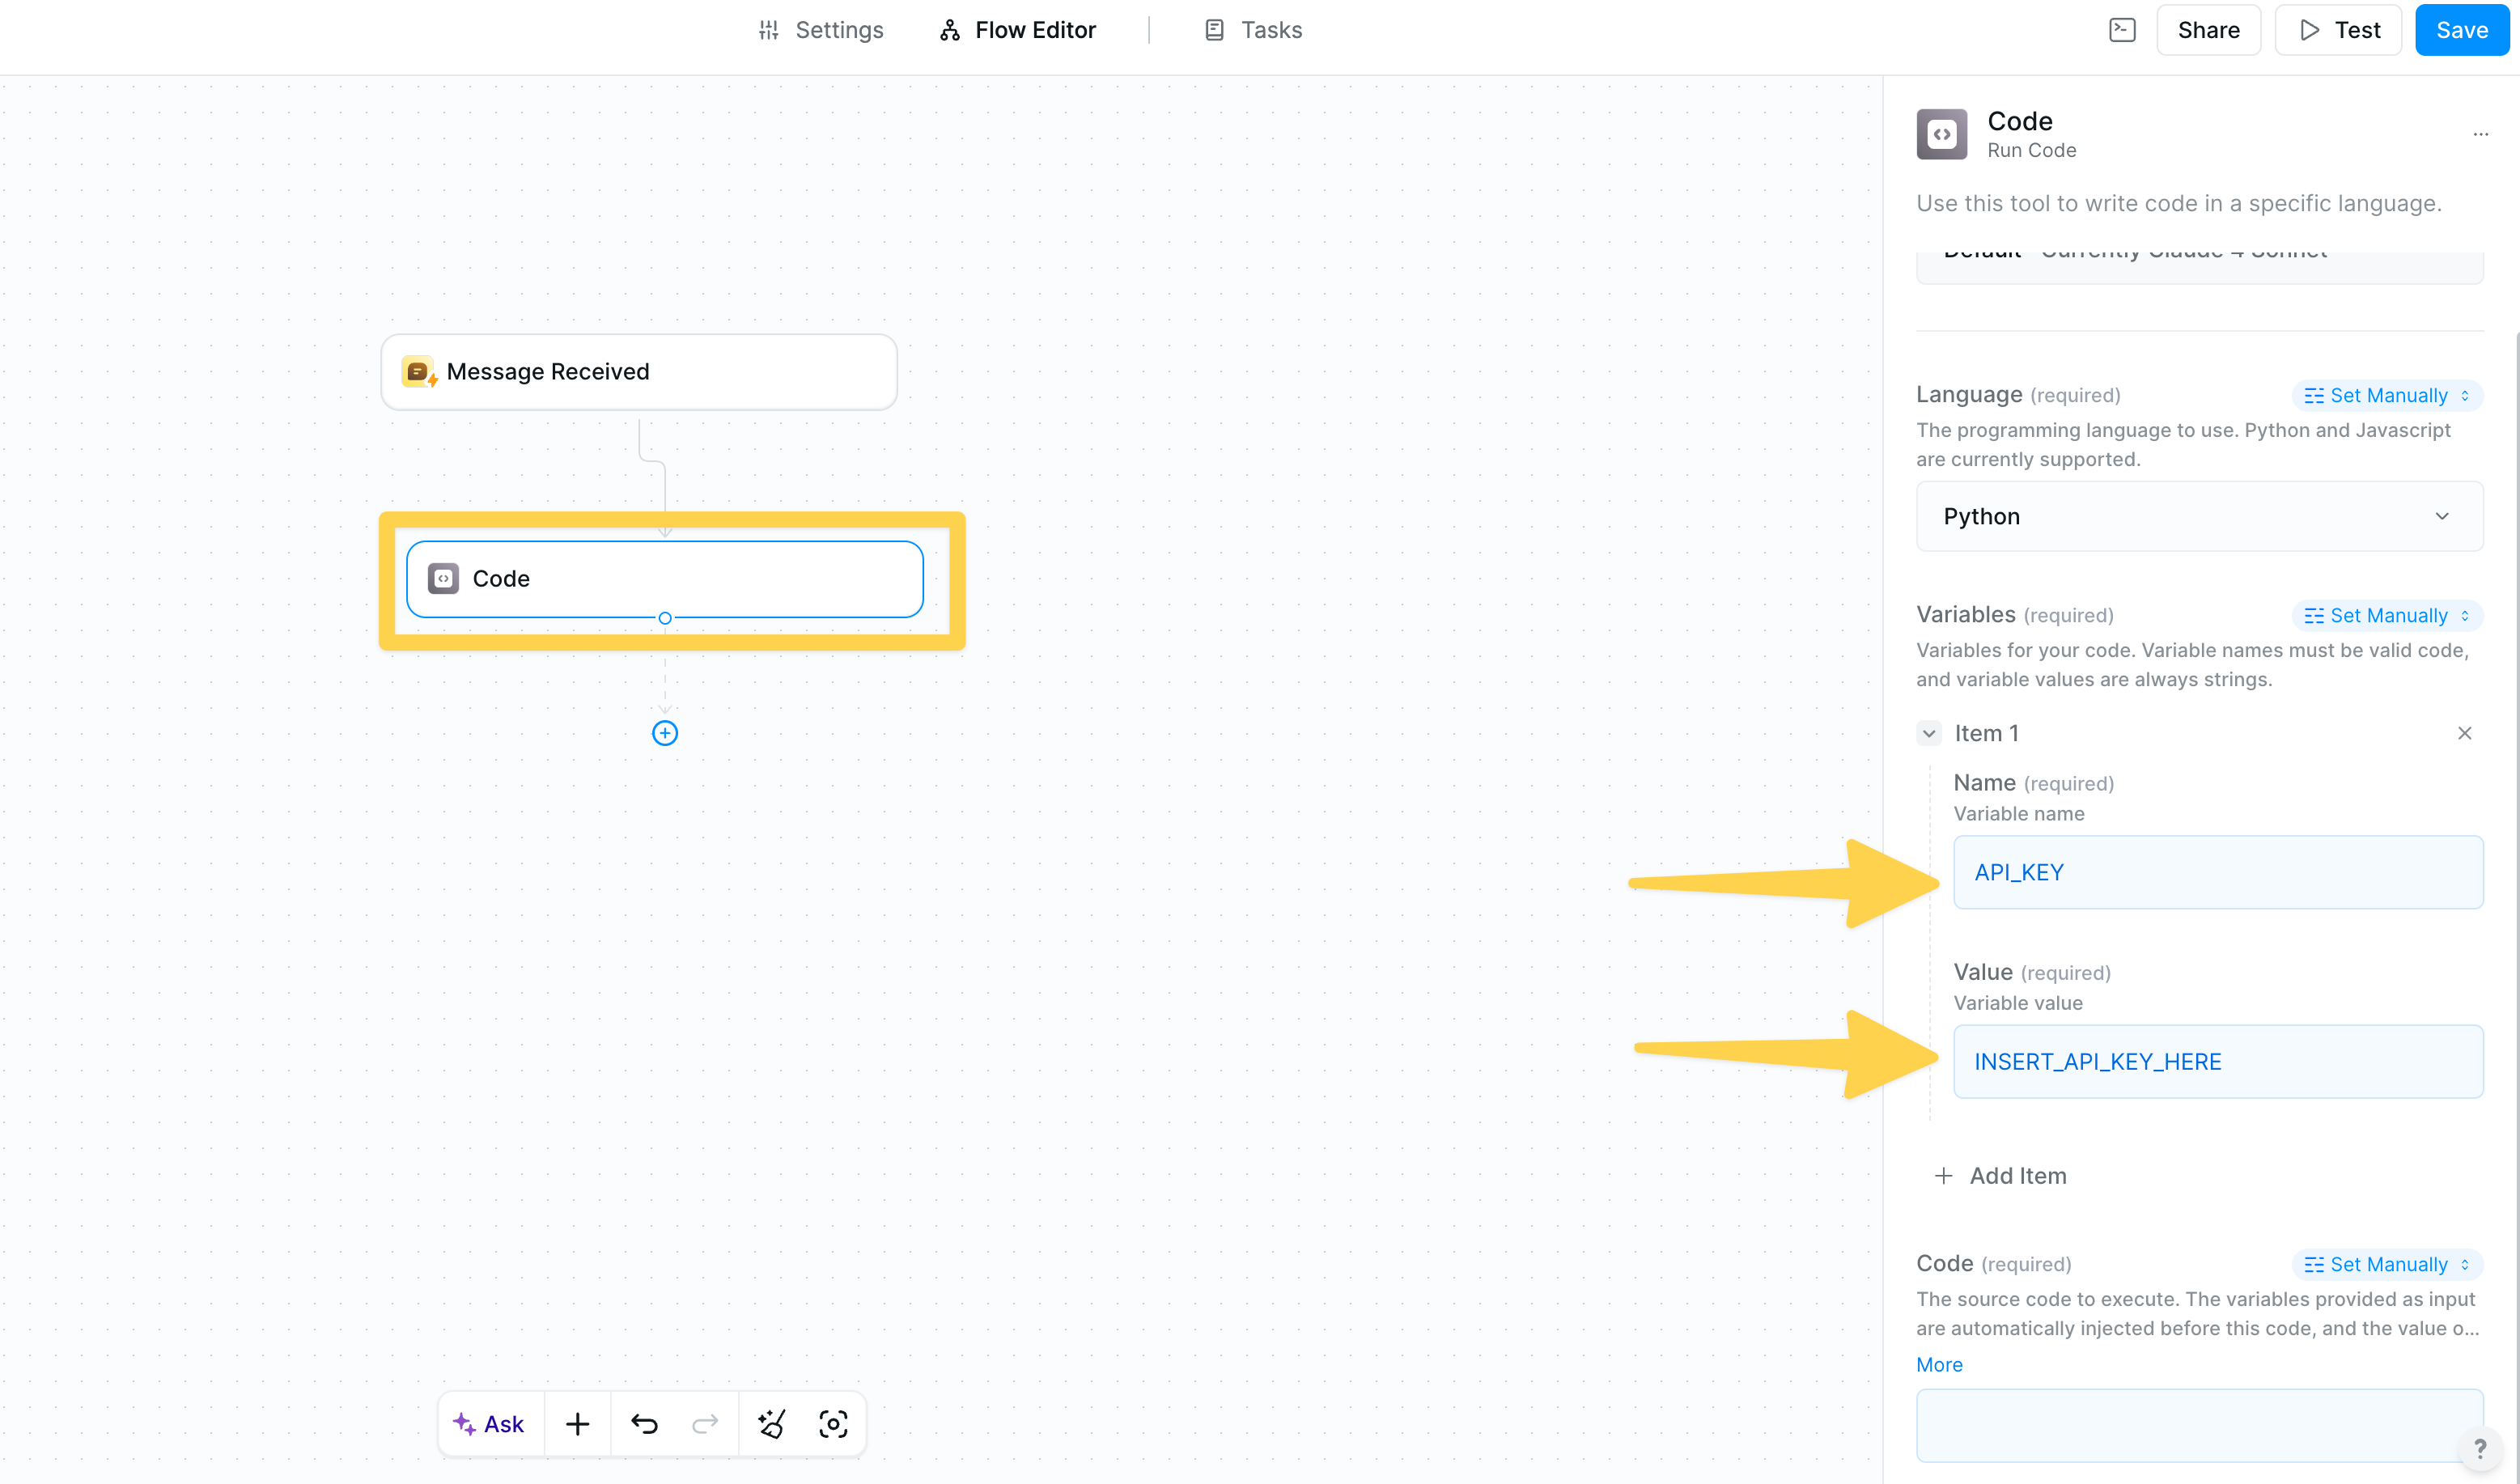 Settings
Flow Editor
Tasks
Share
Test
Save
Code
Run Code
Use this tool to write code in a specific language.
Default Currently Claude 4 Sonnet
Message Received
Code
Language (required)
Set Manually
The programming language to use. Python and Javascript
are currently supported.
Python
Variables (required)
Set Manually
Variables for your code. Variable names must be valid code,
and variable values are always strings.
Item 1
Name (required)
Variable name
API_KEY
Value (required)
Variable value
INSERT_API_KEY_HERE
Add Item
Code (required)
Set Manually
The source code to execute. The variables provided as input
are automatically injected before this code, and the value o...
More
Ask
?